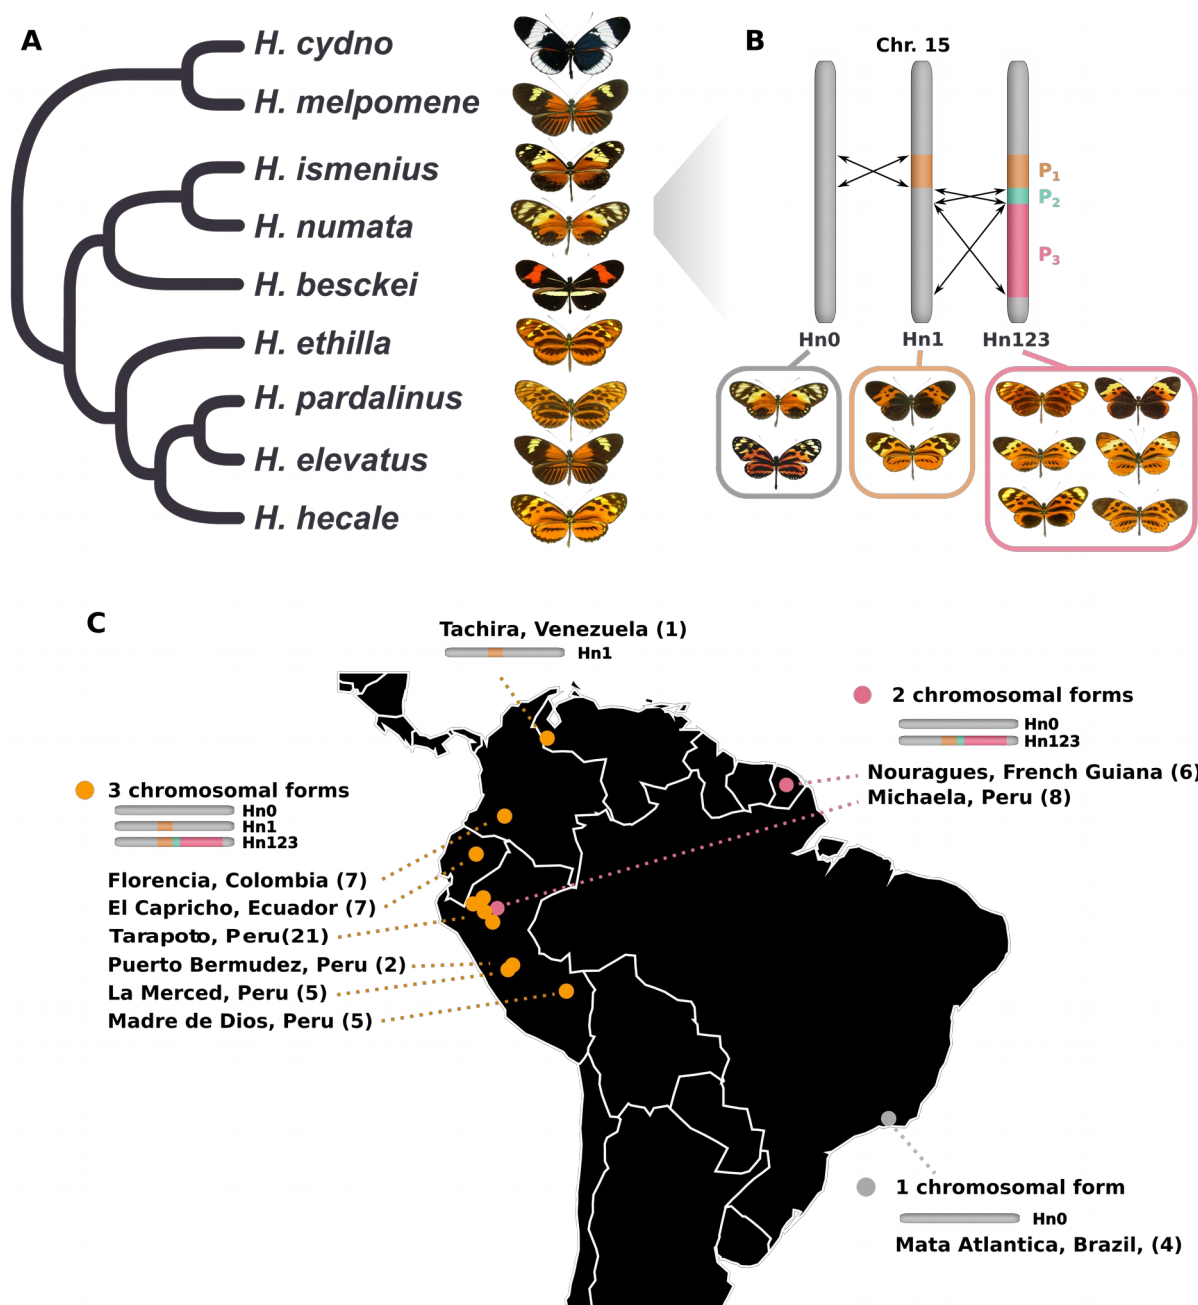 A
H. cydno
H. melpomene
H. ismenius
H. numata
H. besckei
H. ethilla
H. pardalinus
H. elevatus
H. hecale
B
Chr. 15
P1
P2
P3
Hn0 Hn1 Hn123
C
Tachira, Venezuela (1)
Hn1
2 chromosomal forms
Hn0
Hn123
Nouragues, French Guiana (6)
Michaela, Peru (8)
3 chromosomal forms
Hn0
Hn1
Hn123
Florencia, Colombia (7)
El Capricho, Ecuador (7)
Tarapoto, Peru(21)
Puerto Bermudez, Peru (2)
La Merced, Peru (5)
Madre de Dios, Peru (5)
1 chromosomal form
Hn0
Mata Atlantica, Brazil, (4)